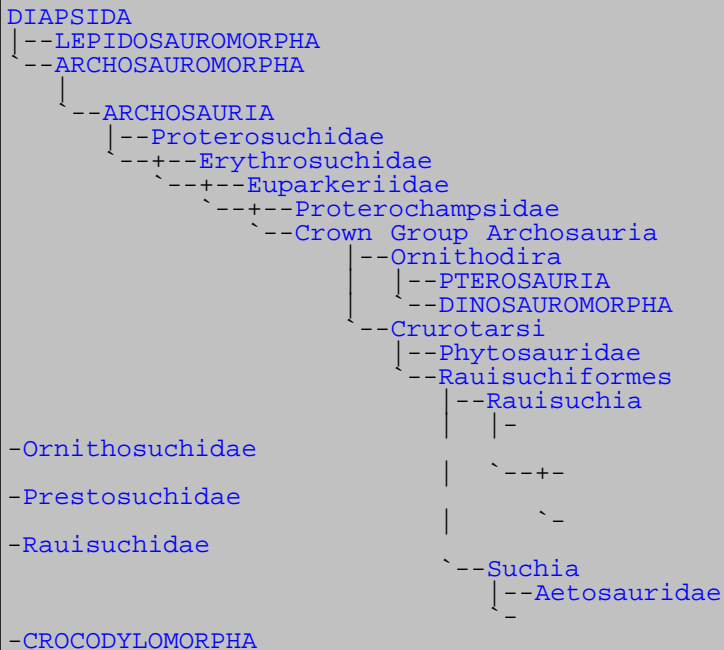 DIAPSIDA
|--LEPIDOSAUROMORPHA
`--ARCHOSAUROMORPHA
   |
   `--ARCHOSAURIA
      |--Proterosuchidae
      `--+--Erythrosuchidae
         `--+--Euparkeriidae
            `--+--Proterochampsidae
               `--Crown Group Archosauria
                     |--Ornithodira
                     |  |--PTEROSAURIA
                     |  `--DINOSAUROMORPHA
                     `--Crurotarsi
                        |--Phytosauridae
                        `--Rauisuchiformes
                           |--Rauisuchia
                           |  |-
-Ornithosuchidae
                           |  `--+-
-Prestosuchidae
                           |     `-
-Rauisuchidae
                           `--Suchia
                              |--Aetosauridae
                              `-
-CROCODYLOMORPHA